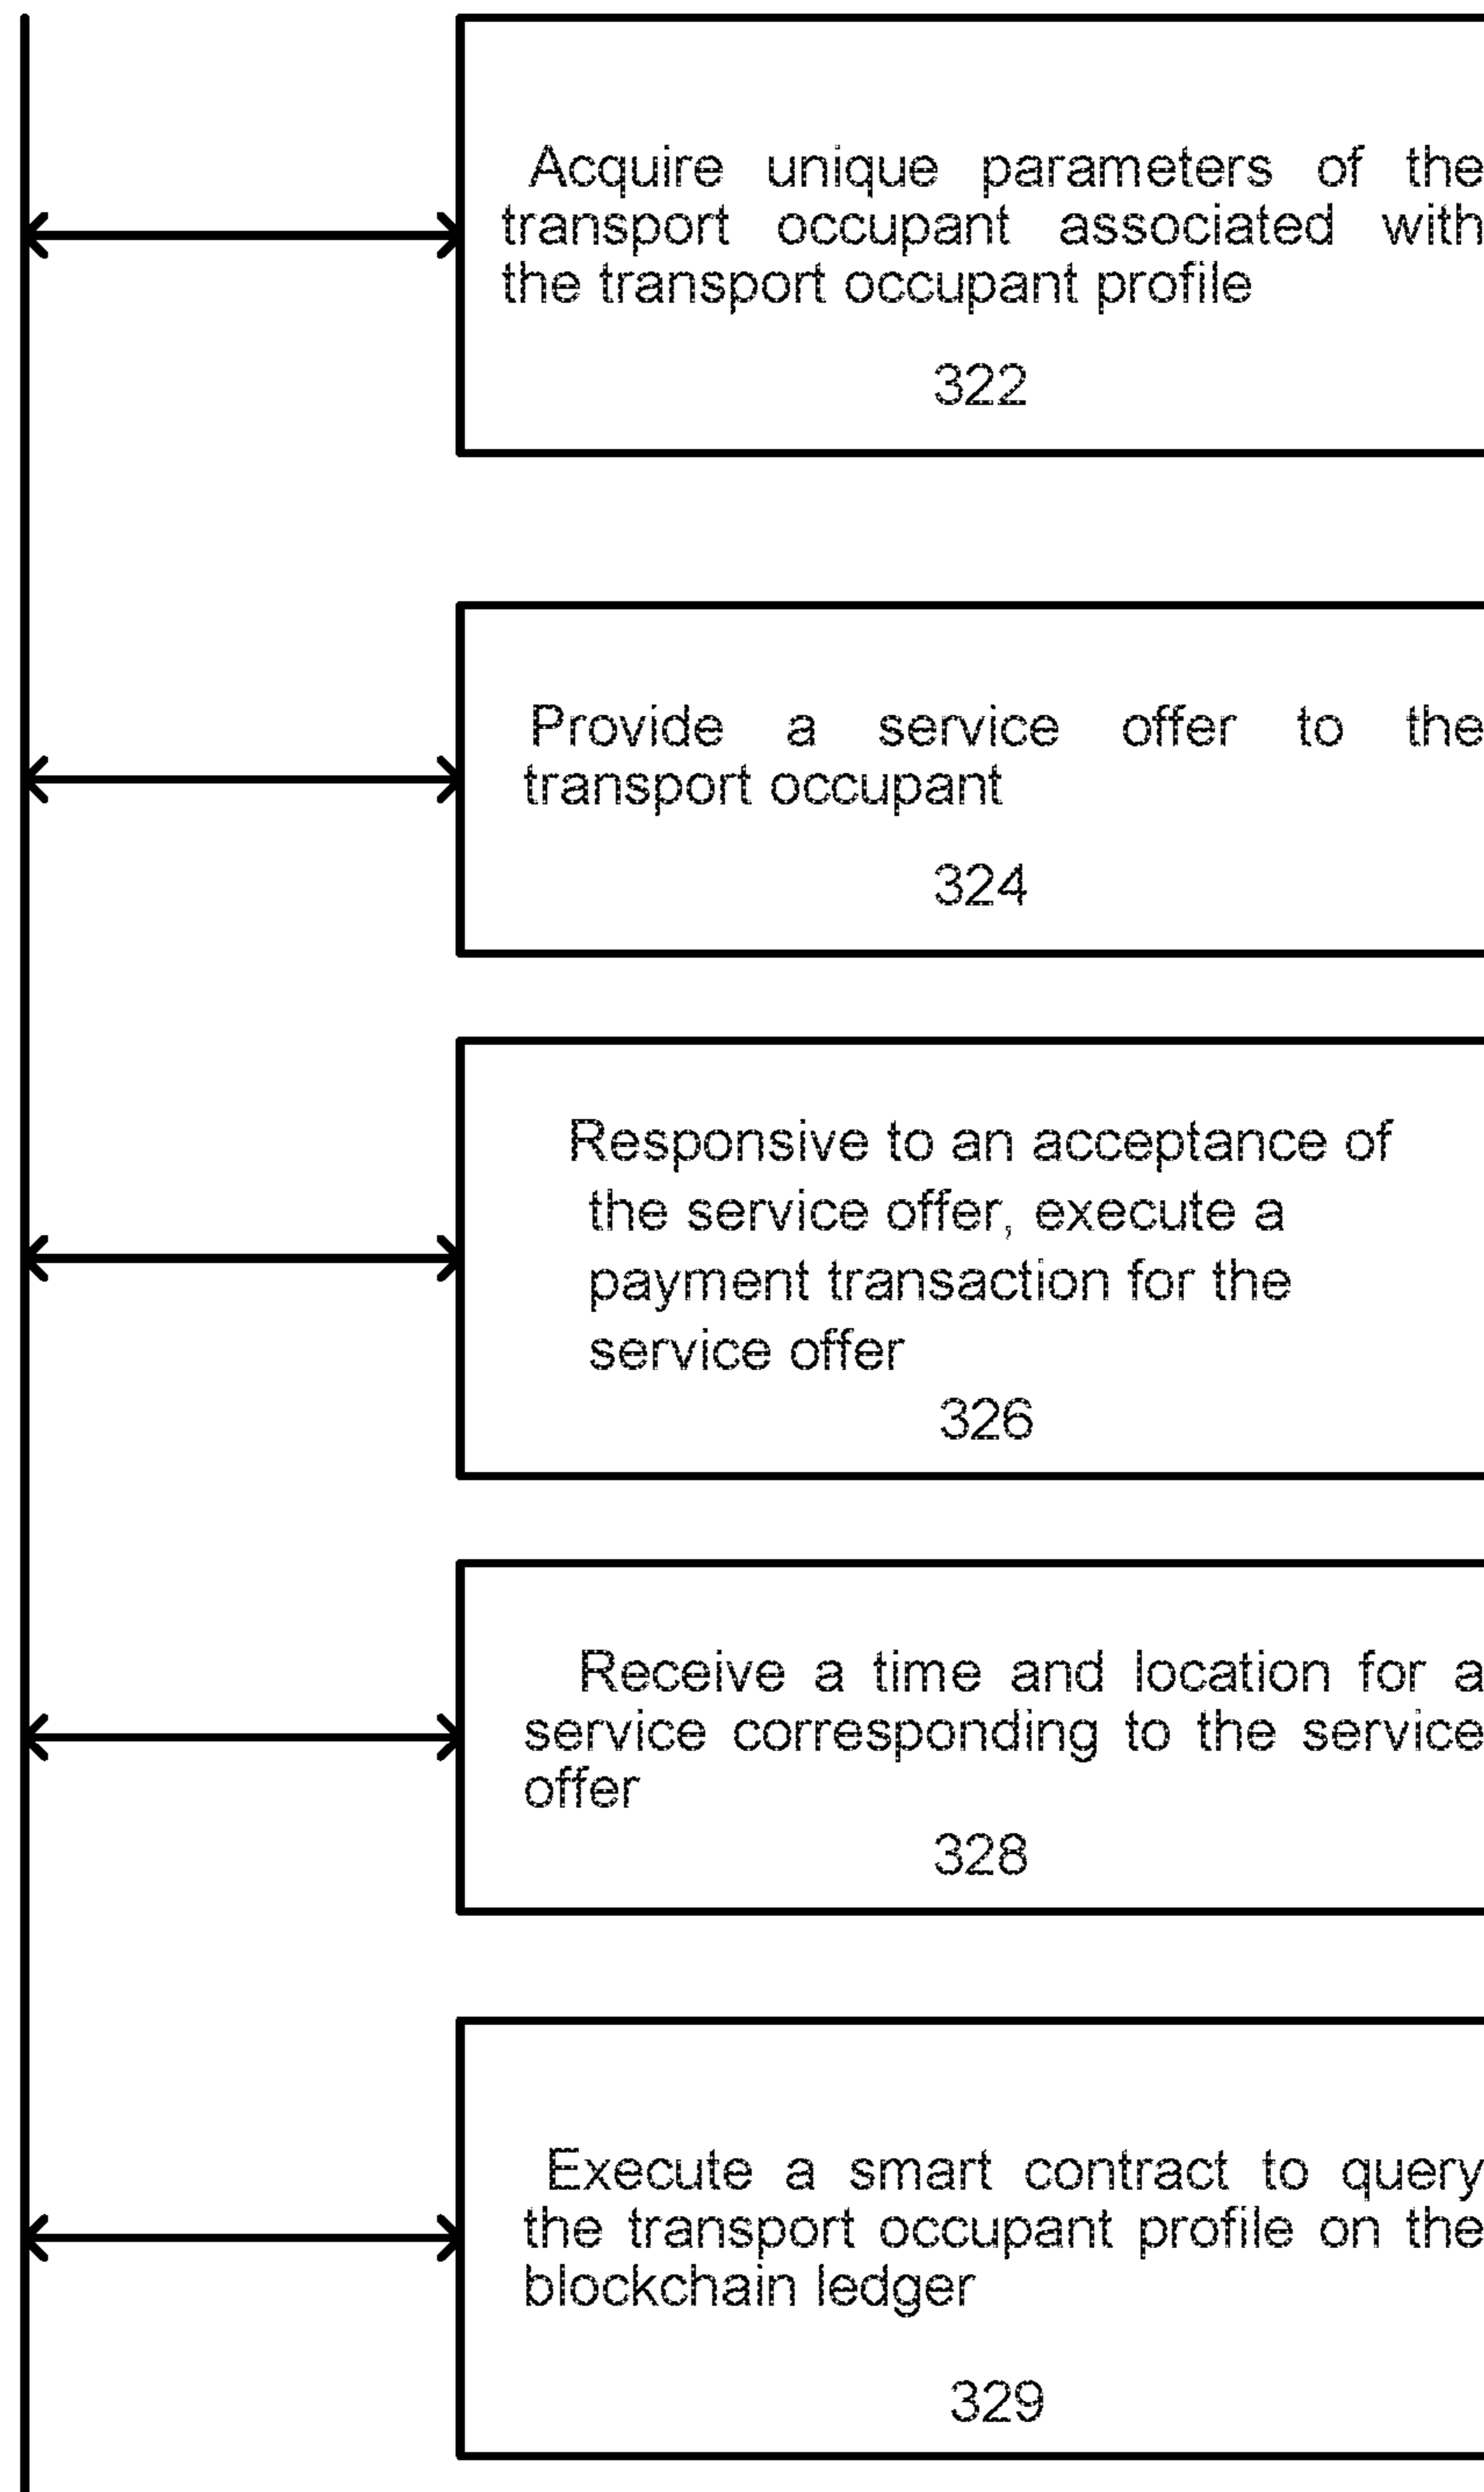 Acquire unique parameters of the
transport occupant associated with
the transport occupant profile
322
Provide a service offer to the
transport occupant
324
Responsive to an acceptance of
the service offer, execute a
payment transaction for the
service offer
326
Receive a time and location for a
service corresponding to the service
offer
328
Execute a smart contract to query
the transport occupant profile on the
blockchain ledger
329